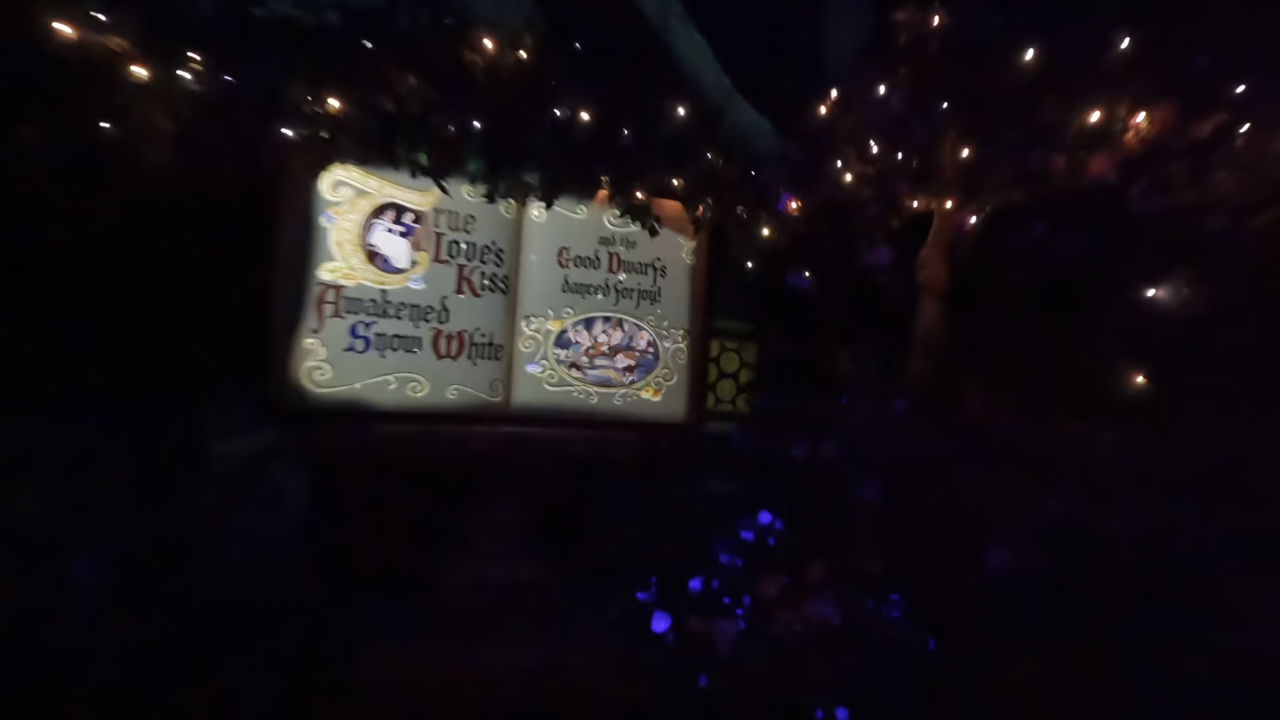 True
Love's
Kiss
Awakened
Snow White
and the
Good Dwarfs
danced for joy!